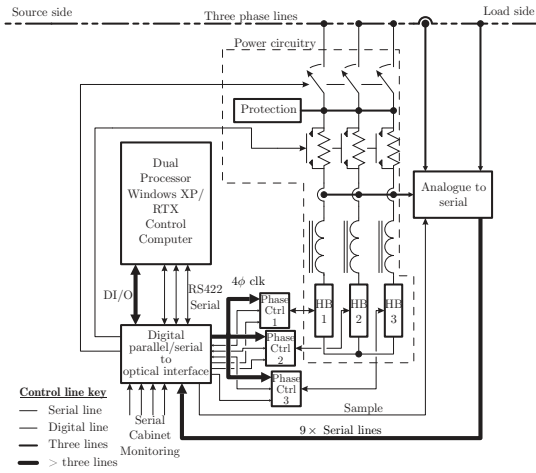 Source side
Three phase lines
Load side
Power circuitry
Protection
Dual
Processor
Windows XP/
RTX
Control
Computer
Analogue to
serial
DI/O
RS422
Serial
4ϕ clk
Phase
Ctrl
1
HB
1
HB
2
HB
3
Digital
parallel/serial
to
optical interface
Phase
Ctrl
2
Phase
Ctrl
3
Control line key
Serial line
Digital line
Three lines
> three lines
Serial
Cabinet
Monitoring
Sample
9× Serial lines